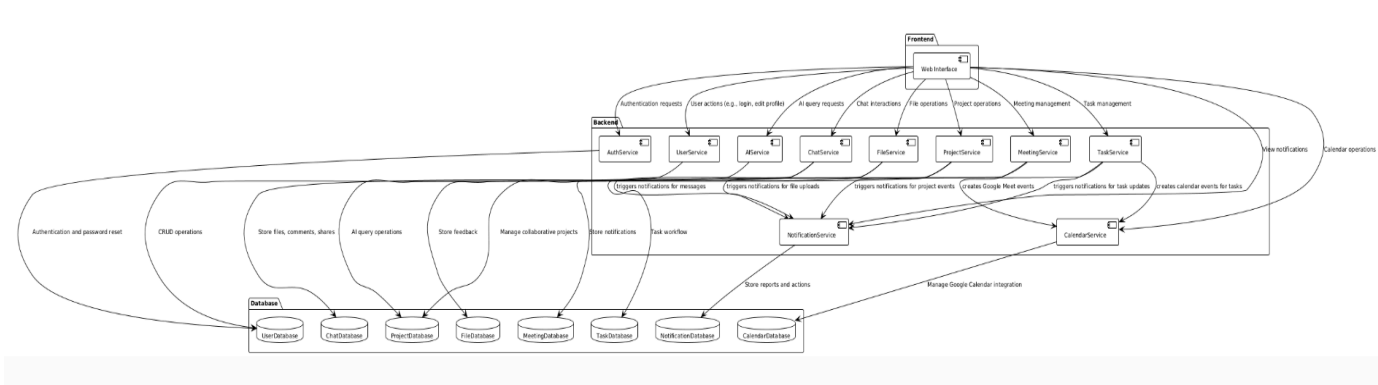 Frontend
Web Interface
Authentication requests
User actions (e.g., login, edit profile)
AI query requests
Chat interactions
File operations
Project operations
Meeting management
Task management
View notifications
Calendar operations
Backend
AuthService
UserService
AIService
ChatService
FileService
ProjectService
MeetingService
TaskService
triggers notifications for messages
triggers notifications for file uploads
triggers notifications for project events
creates Google Meet events
triggers notifications for task updates
creates calendar events for tasks
Authentication and password reset
CRUD operations
Store files, comments, shares
AI query operations
Store feedback
Manage collaborative projects
Store notifications
Task workflow
NotificationService
CalendarService
Store reports and actions
Manage Google Calendar integration
Database
UserDatabase
ChatDatabase
ProjectDatabase
FileDatabase
MeetingDatabase
TaskDatabase
NotificationDatabase
CalendarDatabase